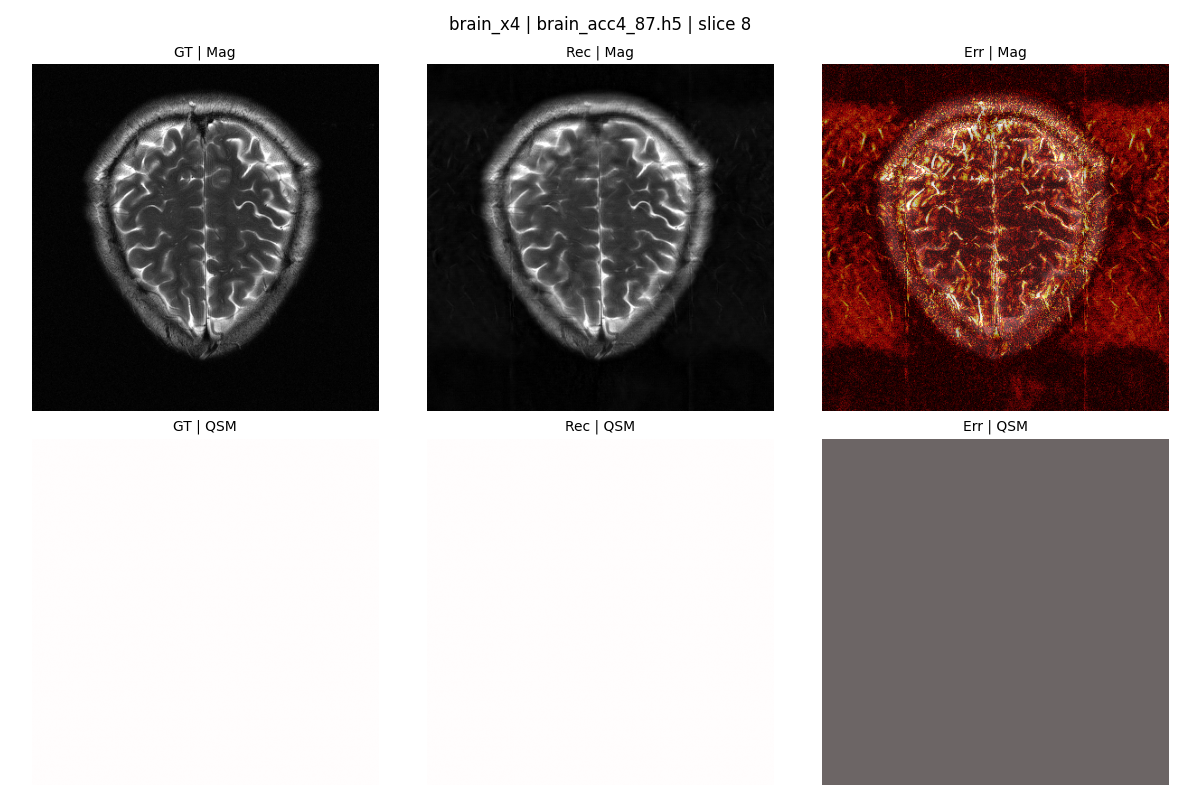 brain_x4 | brain_acc4_87.h5 | slice 8
GT | Mag
Rec | Mag
Err | Mag
GT | QSM
Rec | QSM
Err | QSM